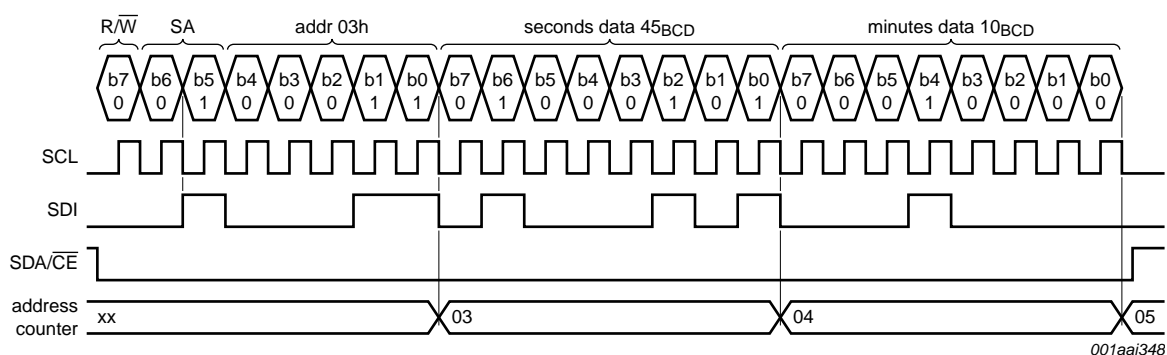 R/W SA addr 03h seconds data 45BCD minutes data 10BCD
b7 b6 b5 b4 b3 b2 b1 b0 b7 b6 b5 b4 b3 b2 b1 b0 b7 b6 b5 b4 b3 b2 b1 b0
0 0 1 0 0 0 1 1 0 1 0 0 0 1 0 1 0 0 0 1 0 0 0 0
SCL
SDI
SDA/CE
address
counter
xx 03 04 05
001aai348